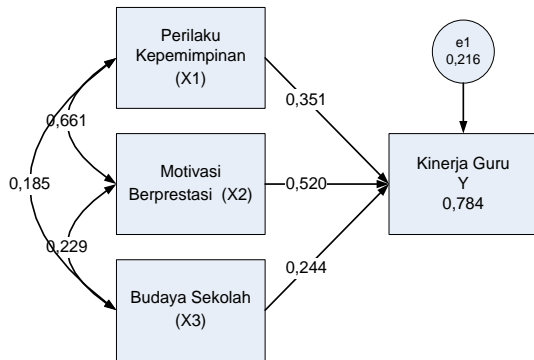 Perilaku
Kepemimpinan
(X1)
e1
0,216
0,351
0,661
0,185
Motivasi
Berprestasi (X2)
0,520
Kinerja Guru
Y
0,784
0,229
0,244
Budaya Sekolah
(X3)